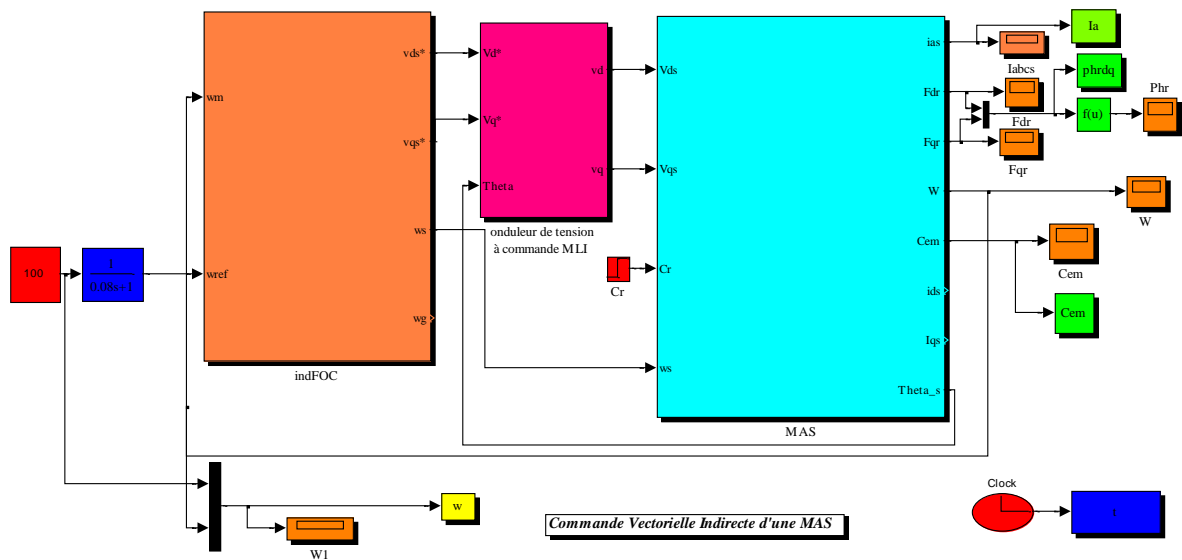 vds*
wm
vqs*
ws
wref
wg
indFOC
Vd*
vd
Vq*
vq
Theta
onduleur de tension
à commande MLI
Vds
ias
Fdr
Fqr
Vqs
W
Cem
Cr
ids
Iqs
ws
Theta_s
MAS
Cr
Ia
Iabcs
phrdq
Phr
Fdr
f(u)
Fqr
W
Cem
Cem
100
1
0.08s+1
w
W1
Commande Vectorielle Indirecte d'une MAS
Clock
t